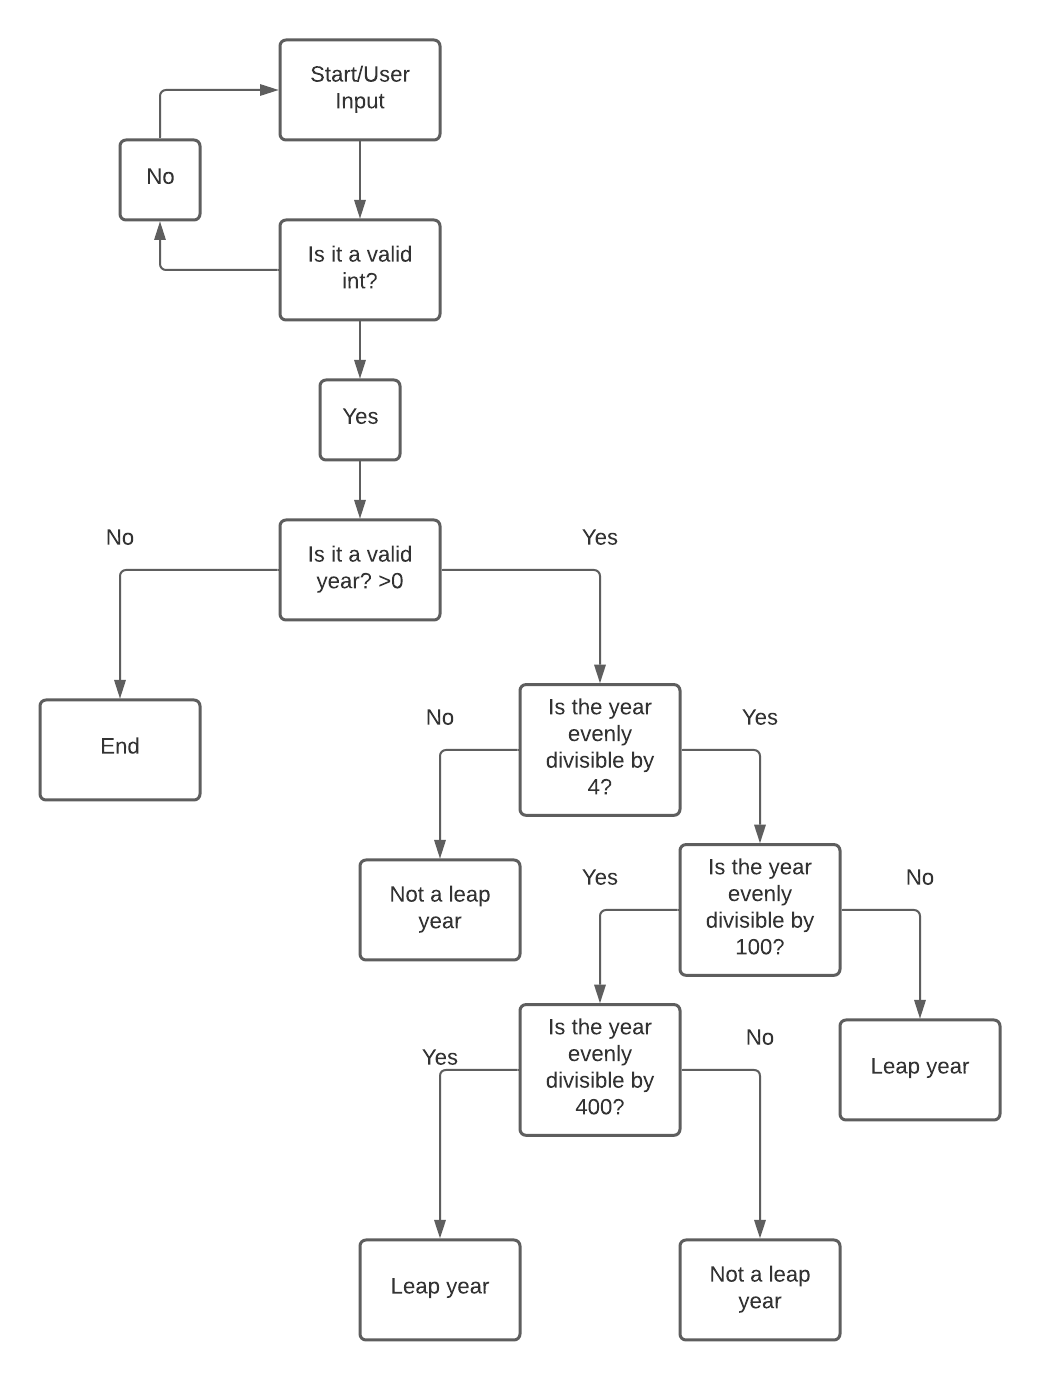 Start/User
Input
No
Is it a valid
int?
Yes
No
Yes
Is it a valid
year? >0
No
Yes
Is the year
evenly
divisible by
4?
End
Yes
No
Is the year
evenly
divisible by
100?
Not a leap
year
Yes
No
Is the year
evenly
divisible by
400?
Leap year
Leap year
Not a leap
year